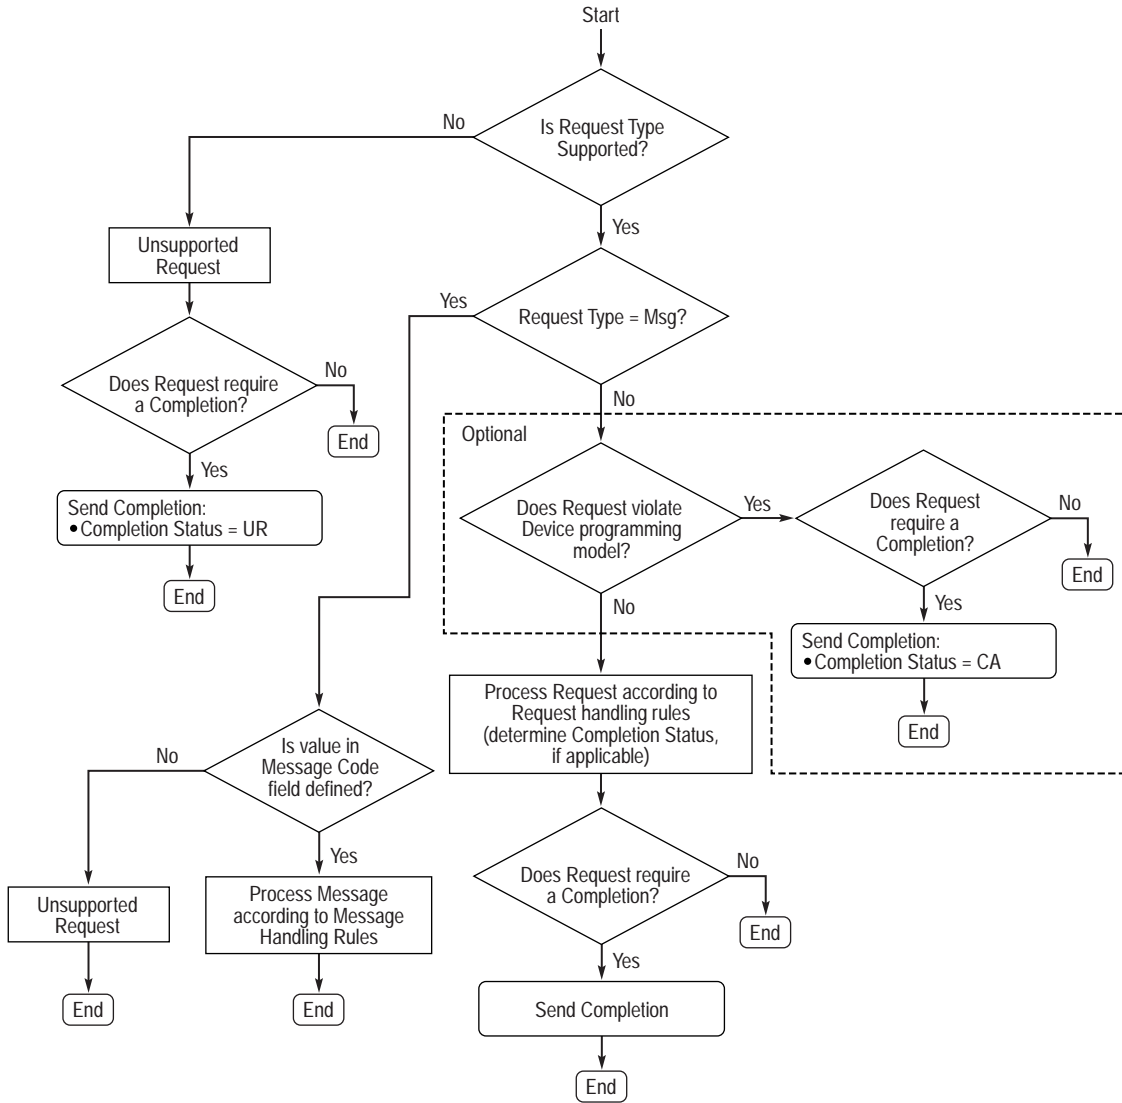 Start
Is Request Type
Supported?
No
Yes
Unsupported
Request
Request Type = Msg?
Yes
No
Does Request require
a Completion?
No
End
Yes
Send Completion:
• Completion Status = UR
End
Optional
Does Request violate
Device programming
model?
Yes
No
Does Request
require a
Completion?
No
End
Yes
Send Completion:
• Completion Status = CA
End
Process Request according to
Request handling rules
(determine Completion Status,
if applicable)
Is value in
Message Code
field defined?
No
Yes
Unsupported
Request
End
Process Message
according to Message
Handling Rules
End
Does Request require
a Completion?
No
End
Yes
Send Completion
End